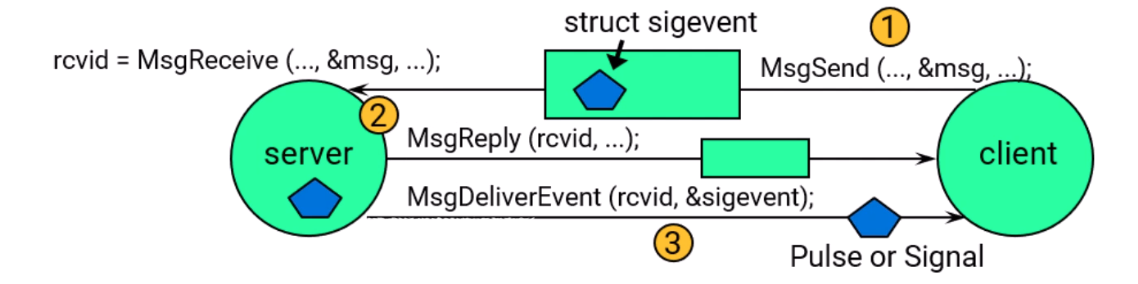 struct sigevent
1
rcvid = MsgReceive (..., &msg, ...);
MsgSend (..., &msg, ...);
2
MsgReply (rcvid, ...);
server
client
MsgDeliverEvent (rcvid, &sigevent);
3
Pulse or Signal